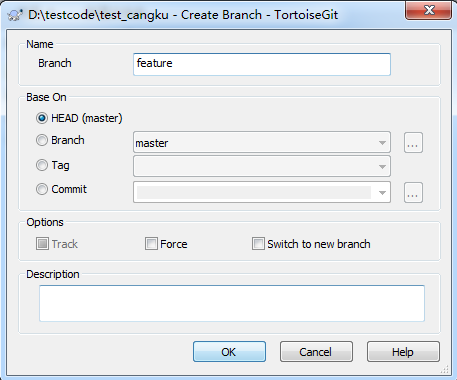 D:\testcode\test_cangku - Create Branch - TortoiseGit
Name
Branch feature
Base On
HEAD (master)
Branch master ...
Tag
Commit ...
Options
Track Force Switch to new branch
Description
OK Cancel Help